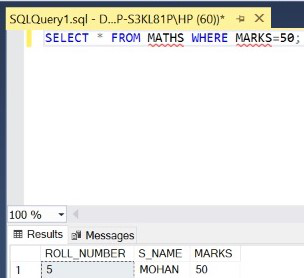 SQLQuery1.sql - D...P-S3KL81P\HP (60))*
SELECT * FROM MATHS WHERE MARKS=50;
100 %
Results Messages
ROLL_NUMBER S_NAME MARKS
1 5 MOHAN 50